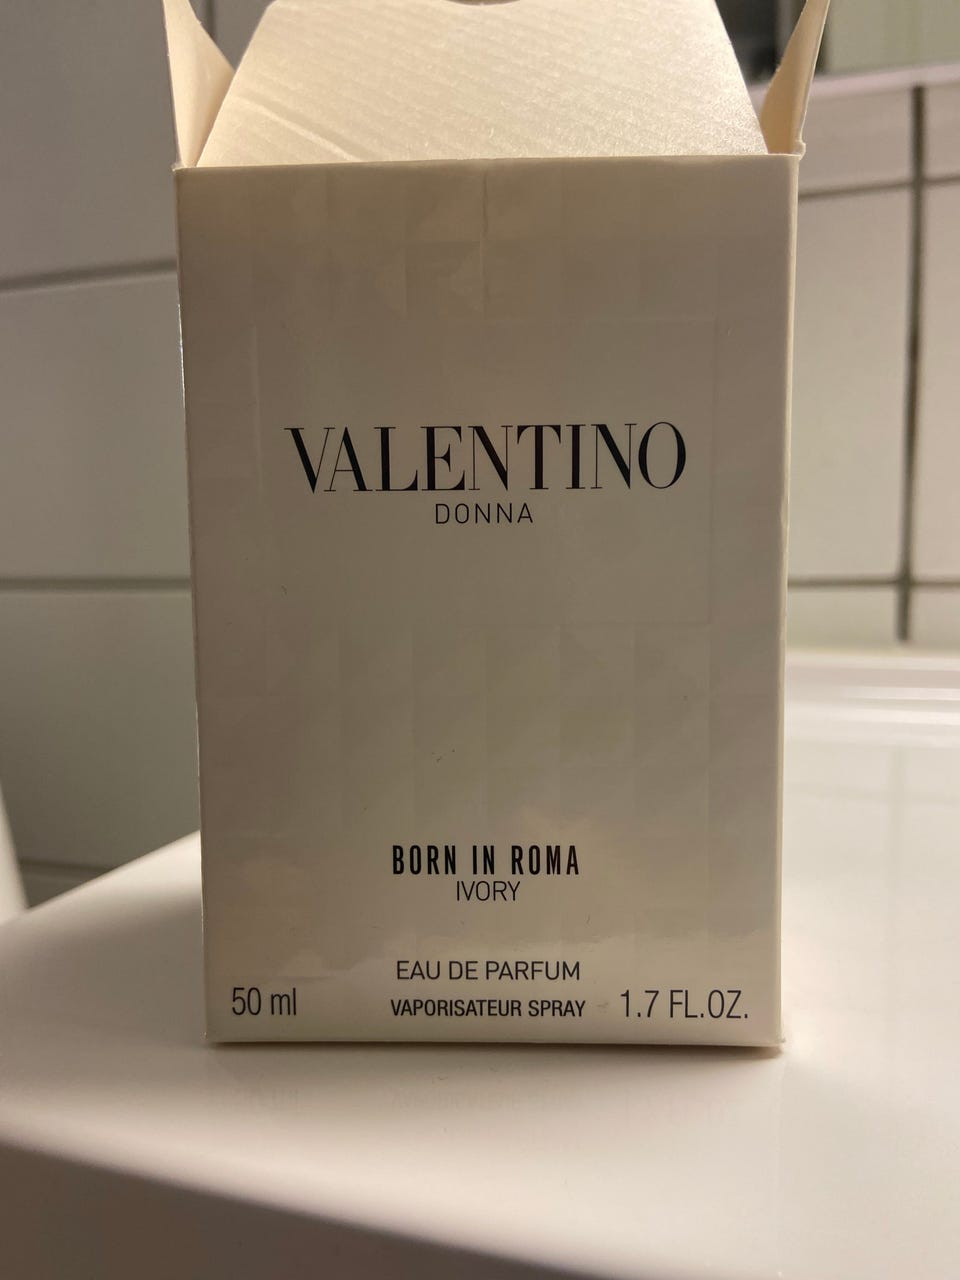 VALENTINO
DONNA
BORN IN ROMA
IVORY
EAU DE PARFUM
50 ml VAPORISATEUR SPRAY 1.7 FL.OZ.